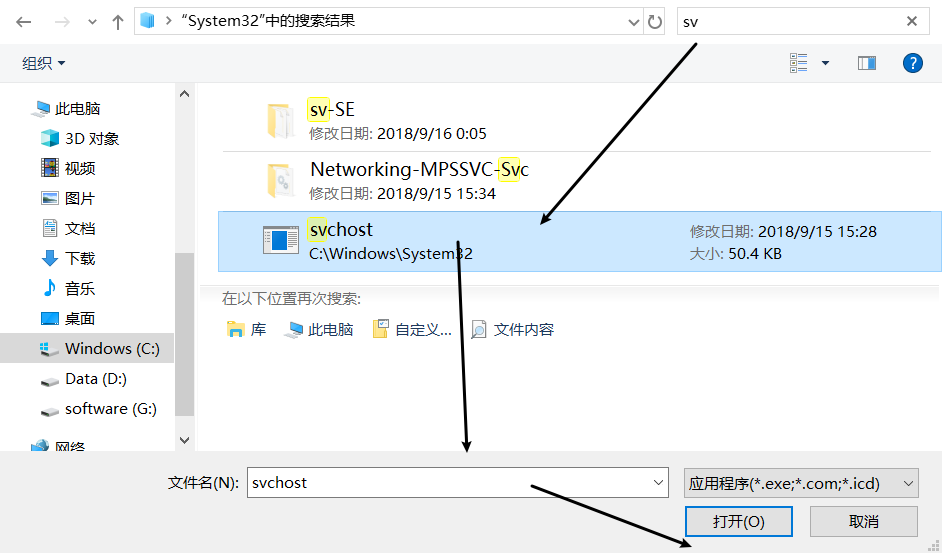 “System32”中的搜索结果
sv
组织
此电脑
3D 对象
视频
图片
文档
下载
音乐
桌面
Windows (C:)
Data (D:)
software (G:)
网络
sv-SE
修改日期: 2018/9/16 0:05
Networking-MPSSVC-Svc
修改日期: 2018/9/15 15:34
svchost
C:\Windows\System32
修改日期: 2018/9/15 15:28
大小: 50.4 KB
在以下位置再次搜索:
库 此电脑 自定义... 文件内容
文件名(N): svchost
应用程序(*.exe;*.com;*.icd)
打开(O) 取消